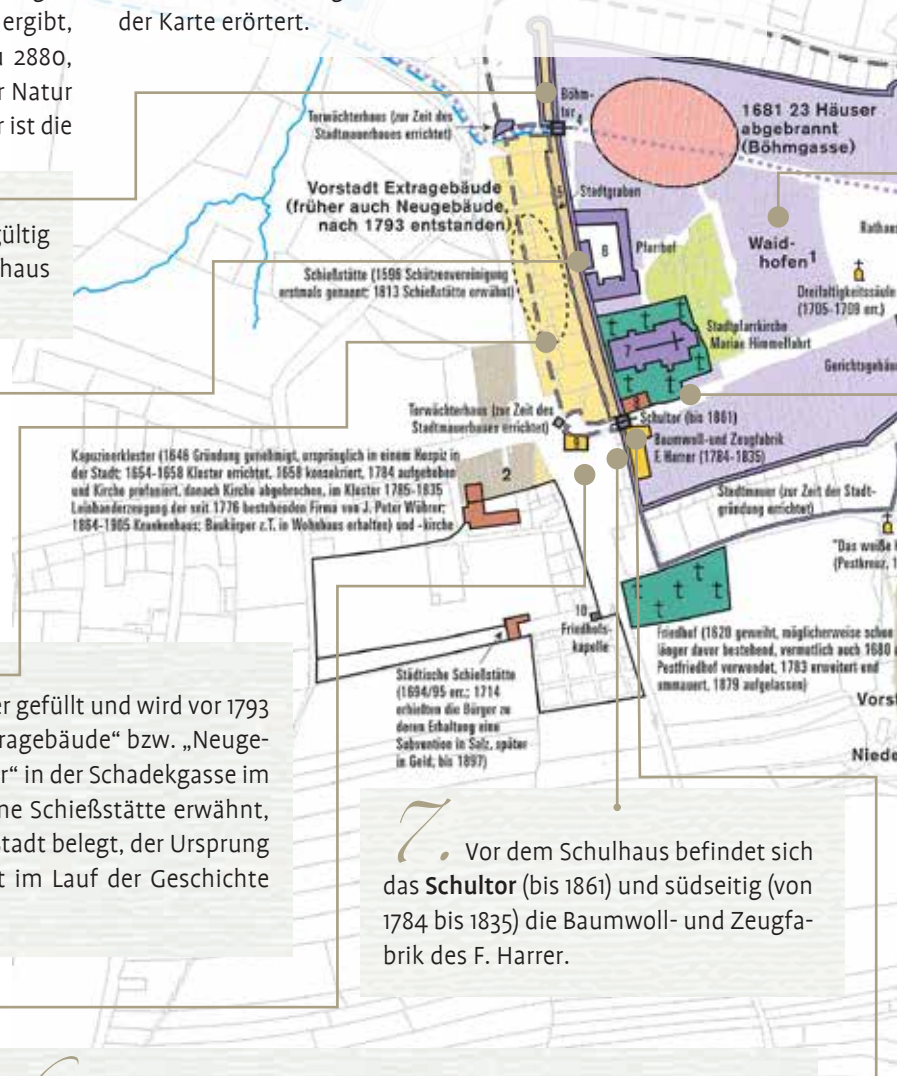 ergibt,
2880,
r Natur
r ist die
der Karte erörtert.
gültig
haus
Torwächterhaus (zur Zeit des
Stadtmauerbaues errichtet)
Böhm-
tor 4
1681 23 Häuser
abgebrannt
(Böhmgasse)
Vorstadt Extragebäude
(früher auch Neugebäude,
nach 1793 entstanden)
5
Stadtgraben
6
Pfarrhof
Waid-
hofen¹
Rathaus
Schießstätte (1596 Schützenvereinigung
erstmals genannt; 1813 Schießstätte erwähnt)
Dreifaltigkeitssäule
(1705-1709 err.)
Stadtpfarrkirche
Mariae Himmelfahrt
7
Gerichtsgebäu
Torwächterhaus (zur Zeit des
Stadtmauerbaues errichtet)
8
Schultor (bis 1861)
9
Baumwoll-und Zeugfabrik
F. Harrer (1784-1835)
Kapuzinerkloster (1646 Gründung genehmigt, ursprünglich in einem Hospiz in
der Stadt; 1654-1658 Kloster errichtet, 1658 konsekriert, 1784 aufgehoben
und Kirche profaniert, danach Kirche abgebrochen, im Kloster 1785-1835
Leinbanderzeugung der seit 1776 bestehenden Firma von J. Peter Wührer;
1864-1905 Krankenhaus; Baukörper z.T. in Wohnhaus erhalten) und -kirche
2
Stadtmauer (zur Zeit der Stadt-
gründung errichtet)
"Das weiße
(Pestkreuz, 1
10
Friedhofs-
kapelle
Friedhof (1620 geweiht, möglicherweise schon
länger davor bestehend, vermutlich auch 1680
Pestfriedhof verwendet, 1783 erweitert und
ummauert, 1879 aufgelassen)
Städtische Schießstätte
(1694/95 err.; 1714
erhielten die Bürger zu
deren Erhaltung eine
Subvention in Salz, später
in Geld; bis 1897)
Vorst
Niede
er gefüllt und wird vor 1793
ragebäude“ bzw. „Neuge-
r“ in der Schadekgasse im
ne Schießstätte erwähnt,
stadt belegt, der Ursprung
t im Lauf der Geschichte
7. Vor dem Schulhaus befindet sich
das Schultor (bis 1861) und südseitig (von
1784 bis 1835) die Baumwoll- und Zeugfa-
brik des F. Harrer.